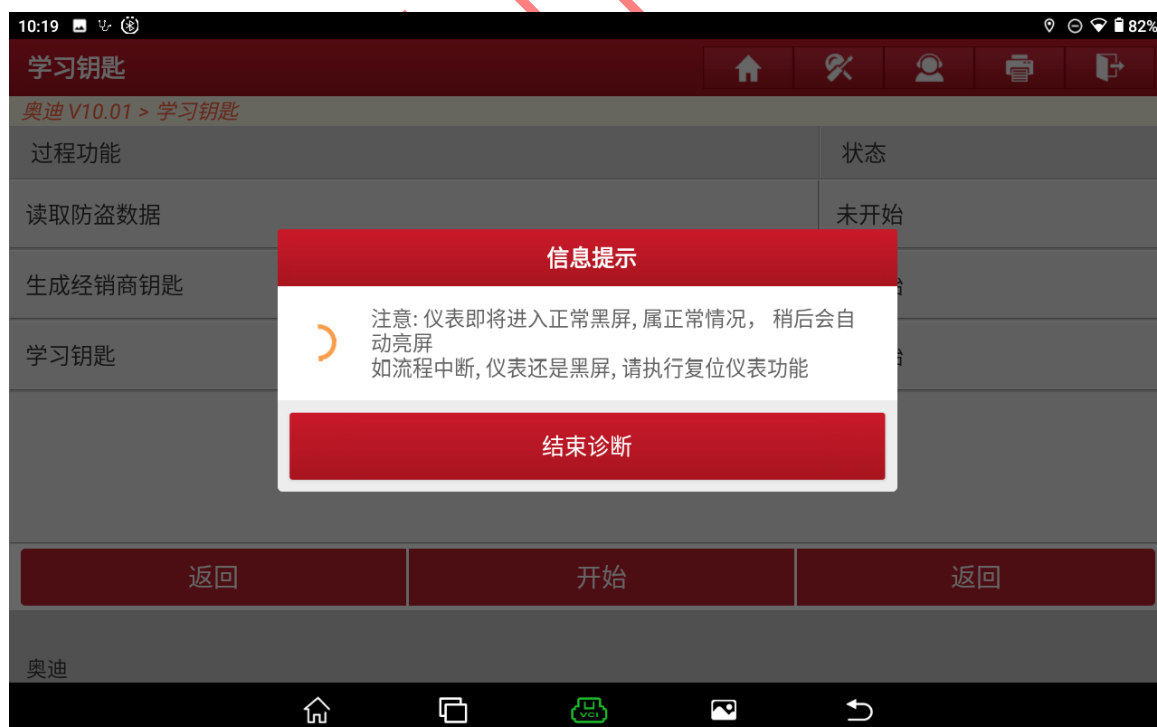 10:19
82%
学习钥匙
奥迪 V10.01 > 学习钥匙
过程功能
状态
读取防盗数据
未开始
生成经销商钥匙
学习钥匙
信息提示
注意: 仪表即将进入正常黑屏, 属正常情况， 稍后会自
动亮屏
如流程中断, 仪表还是黑屏, 请执行复位仪表功能
结束诊断
返回
开始
返回
奥迪
VCI